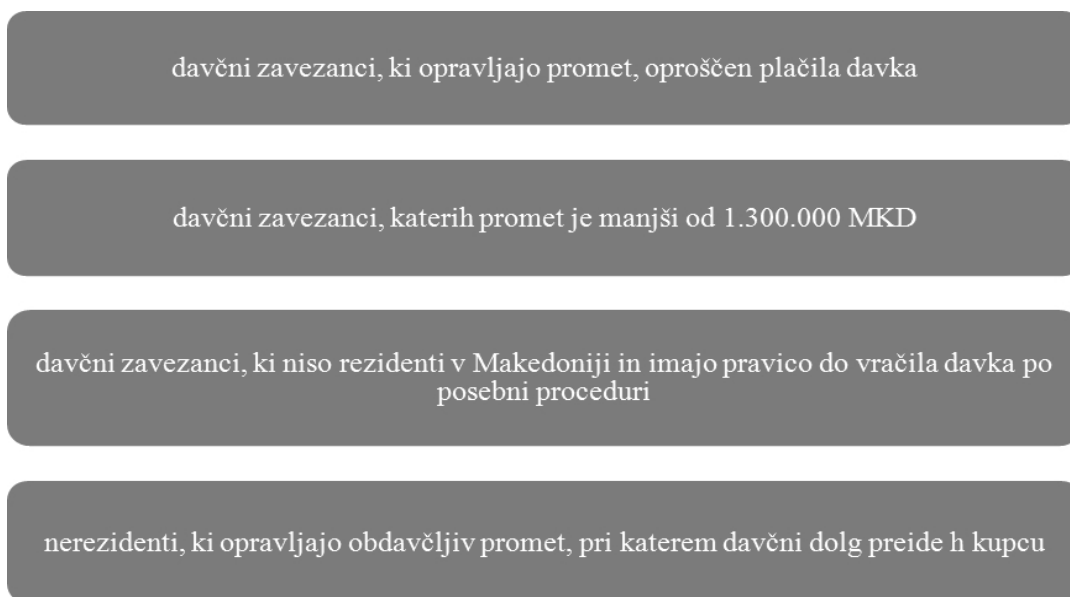 davčni zavezanci, ki opravljajo promet, oproščen plačila davka
davčni zavezanci, katerih promet je manjši od 1.300.000 MKD
davčni zavezanci, ki niso rezidenti v Makedoniji in imajo pravico do vračila davka po
posebni proceduri
nerezidenti, ki opravljajo obdavčljiv promet, pri katerem davčni dolg preide h kupcu